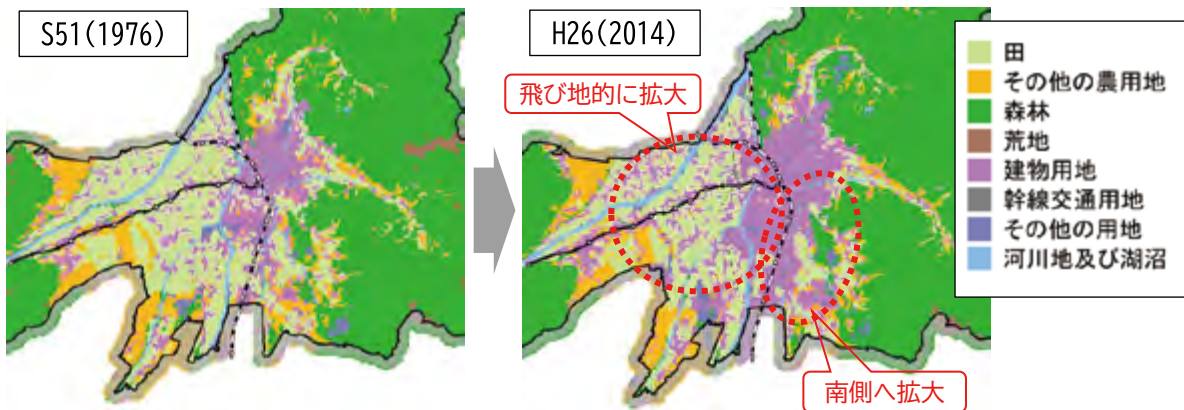 S51(1976)
H26(2014)
飛び地的に拡大
南側へ拡大
田
その他の農用地
森林
荒地
建物用地
幹線交通用地
その他の用地
河川地及び湖沼